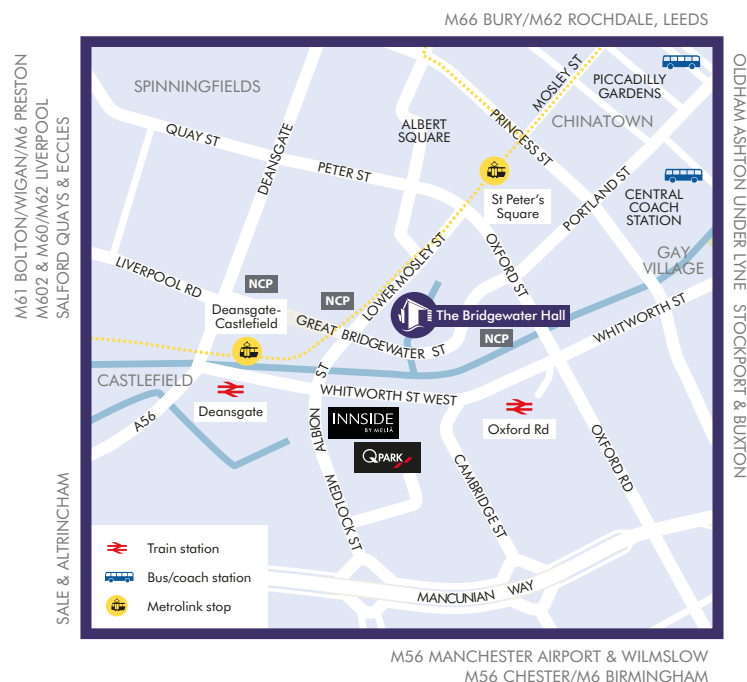 M66 BURY/M62 ROCHDALE, LEEDS
M61 BOLTON/WIGAN/M6 PRESTON
M602 & M60/M62 LIVERPOOL
SALFORD QUAYS & ECCLES
SALE & ALTRINCHAM
OLDHAM ASHTON UNDER LYNE
STOCKPORT & BUXTON
SPINNINGFIELDS
MOSLEY ST
PICCADILLY
GARDENS
CHINATOWN
QUAY ST
DEANSGATE
ALBERT
SQUARE
PRINCESS ST
PETER ST
St Peter's
Square
PORTLAND ST
CENTRAL
COACH
STATION
GAY
VILLAGE
LIVERPOOL RD
NCP
NCP
LOWER MOSLEY ST
OXFORD ST
Deansgate-
Castlefield
The Bridgewater Hall
GREAT BRIDGEWATER ST
NCP
WHITWORTH ST
CASTLEFIELD
WHITWORTH ST WEST
Deansgate
A56
ALBION ST
INNSIDE
BY MELIÃ
Oxford Rd
QPARK
OXFORD RD
CAMBRIDGE ST
MEDLOCK ST
MANCUNIAN WAY
Train station
Bus/coach station
Metrolink stop
M56 MANCHESTER AIRPORT & WILMSLOW
M56 CHESTER/M6 BIRMINGHAM